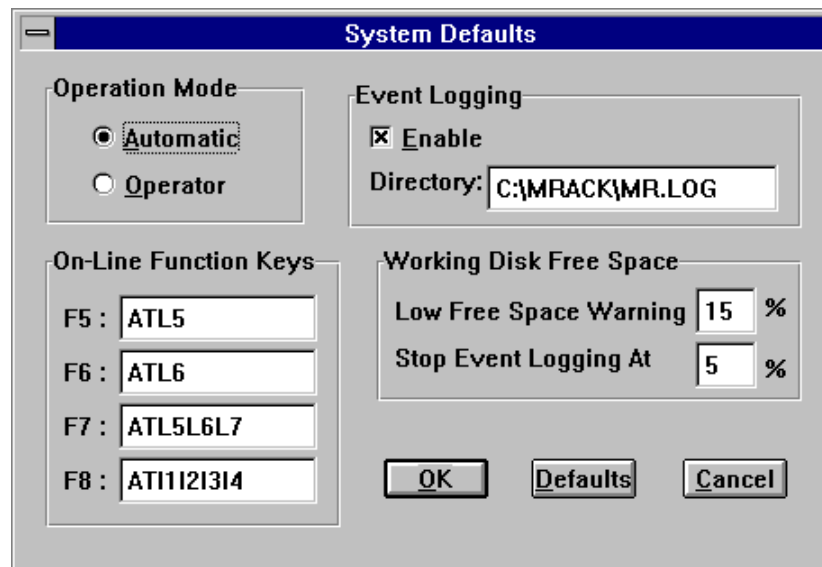 System Defaults
Operation Mode
Automatic
Operator
Event Logging
Enable
Directory: C:\MRACK\MR.LOG
On-Line Function Keys
F5 : ATL5
F6 : ATL6
F7 : ATL5L6L7
F8 : ATI1I2I3I4
Working Disk Free Space
Low Free Space Warning 15 %
Stop Event Logging At 5 %
OK Defaults Cancel